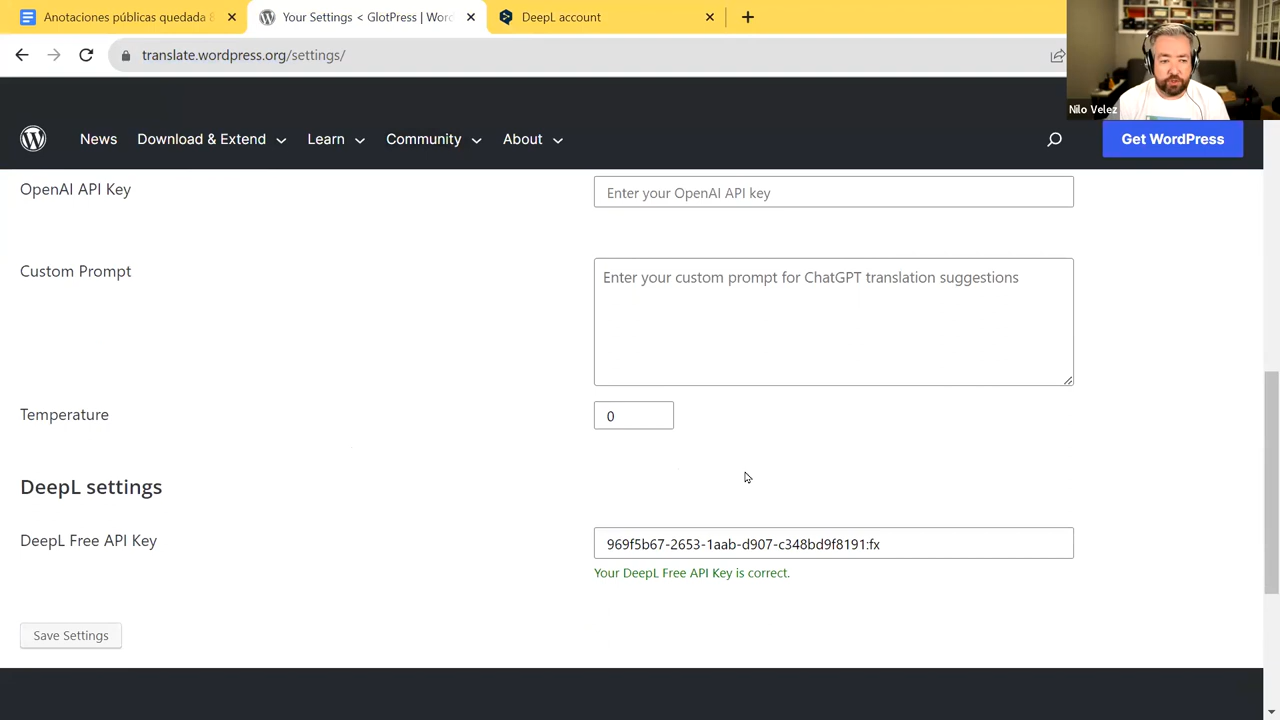 Anotaciones públicas quedada 8
Your Settings < GlotPress | Word
DeepL account
translate.wordpress.org/settings/
Nilo Velez
News
Download & Extend
Learn
Community
About
Get WordPress
OpenAI API Key
Enter your OpenAI API key
Custom Prompt
Enter your custom prompt for ChatGPT translation suggestions
Temperature
0
DeepL settings
DeepL Free API Key
969f5b67-2653-1aab-d907-c348bd9f8191:fx
Your DeepL Free API Key is correct.
Save Settings